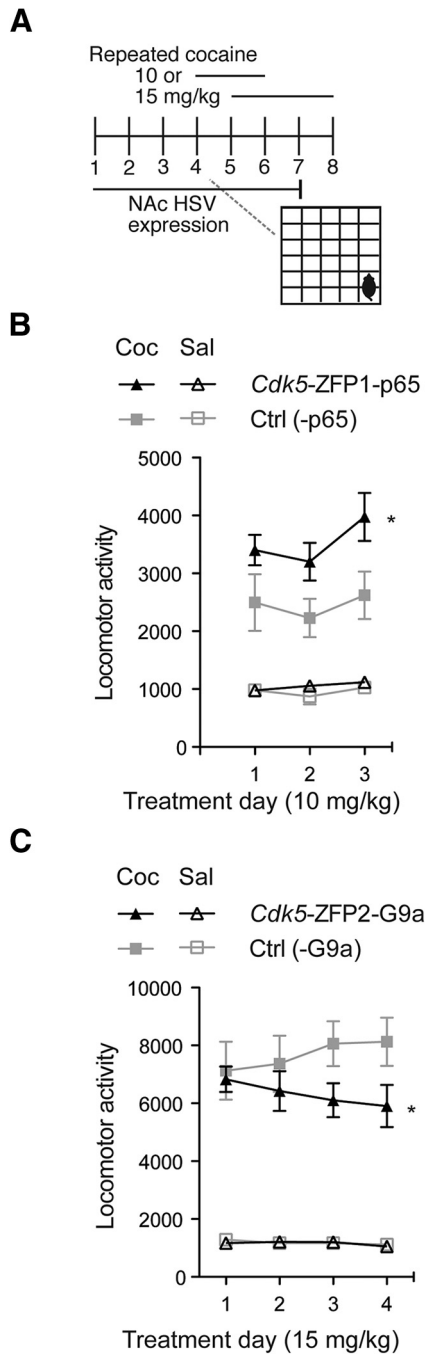 A
Repeated cocaine
10 or
15 mg/kg
1 2 3 4 5 6 7 8
NAc HSV
expression
B
Coc Sal
Cdk5-ZFP1-p65
Ctrl (-p65)
5000
4000
*
3000
2000
1000
0
Locomotor activity
1 2 3
Treatment day (10 mg/kg)
C
Coc Sal
Cdk5-ZFP2-G9a
Ctrl (-G9a)
10000
8000
6000
*
4000
2000
0
Locomotor activity
1 2 3 4
Treatment day (15 mg/kg)